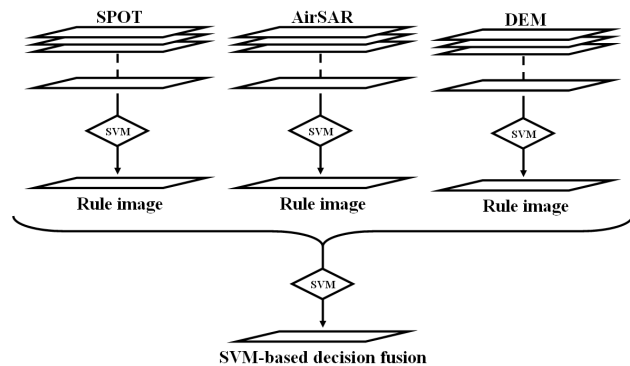 SPOT AirSAR DEM
SVM SVM SVM
Rule image Rule image Rule image
SVM
SVM-based decision fusion